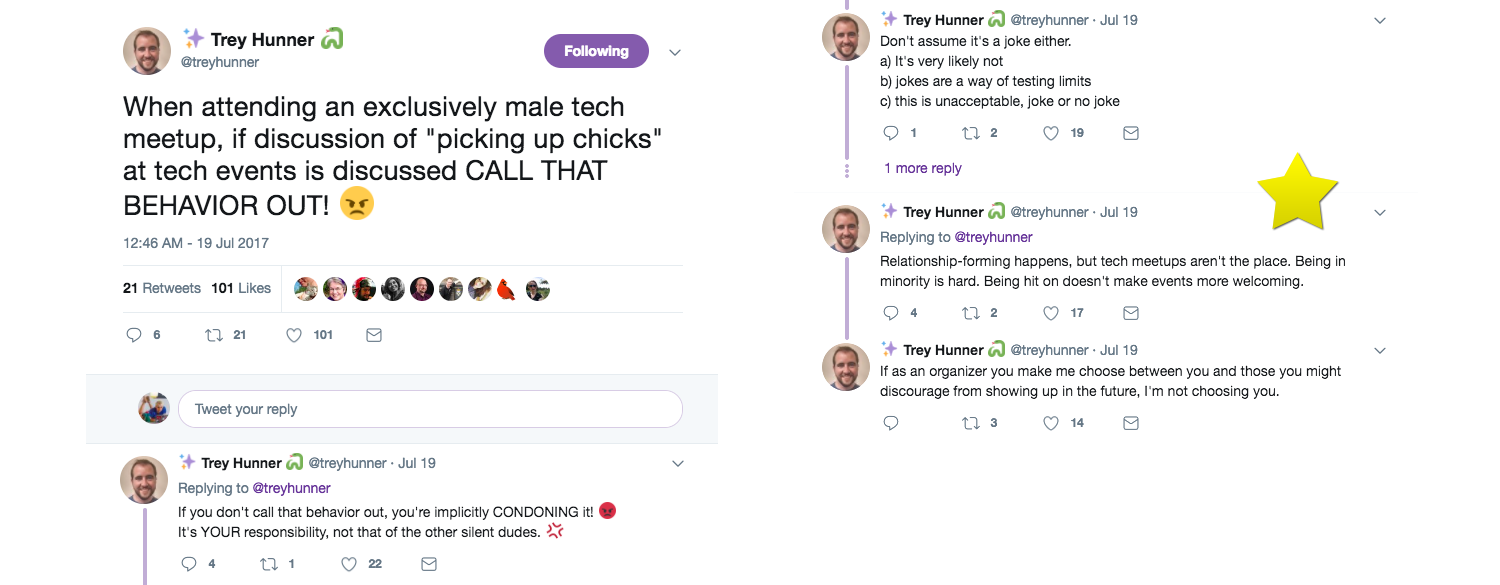 ✨ Trey Hunner 🐍
@treyhunner
Following
When attending an exclusively male tech
meetup, if discussion of "picking up chicks"
at tech events is discussed CALL THAT
BEHAVIOR OUT! 😠
12:46 AM - 19 Jul 2017
21 Retweets 101 Likes
6 21 101
Tweet your reply
✨ Trey Hunner 🐍 @treyhunner · Jul 19
Replying to @treyhunner
If you don't call that behavior out, you're implicitly CONDONING it! 😡
It's YOUR responsibility, not that of the other silent dudes. 💢
4 1 22
✨ Trey Hunner 🐍 @treyhunner · Jul 19
Don't assume it's a joke either.
a) It's very likely not
b) jokes are a way of testing limits
c) this is unacceptable, joke or no joke
1 2 19
1 more reply
✨ Trey Hunner 🐍 @treyhunner · Jul 19
Replying to @treyhunner
Relationship-forming happens, but tech meetups aren't the place. Being in
minority is hard. Being hit on doesn't make events more welcoming.
4 2 17
✨ Trey Hunner 🐍 @treyhunner · Jul 19
If as an organizer you make me choose between you and those you might
discourage from showing up in the future, I'm not choosing you.
3 14